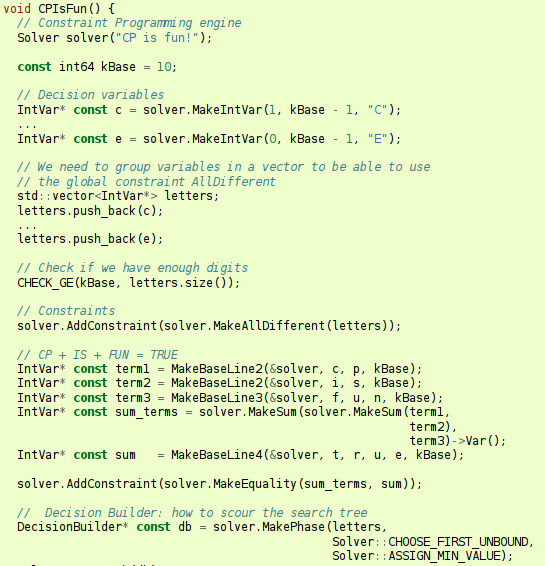 void CPIsFun() {
  // Constraint Programming engine
  Solver solver("CP is fun!");

  const int64 kBase = 10;

  // Decision variables
  IntVar* const c = solver.MakeIntVar(1, kBase - 1, "C");
  ...
  IntVar* const e = solver.MakeIntVar(0, kBase - 1, "E");

  // We need to group variables in a vector to be able to use
  // the global constraint AllDifferent
  std::vector<IntVar*> letters;
  letters.push_back(c);
  ...
  letters.push_back(e);

  // Check if we have enough digits
  CHECK_GE(kBase, letters.size());

  // Constraints
  solver.AddConstraint(solver.MakeAllDifferent(letters));

  // CP + IS + FUN = TRUE
  IntVar* const term1 = MakeBaseLine2(&solver, c, p, kBase);
  IntVar* const term2 = MakeBaseLine2(&solver, i, s, kBase);
  IntVar* const term3 = MakeBaseLine3(&solver, f, u, n, kBase);
  IntVar* const sum_terms = solver.MakeSum(solver.MakeSum(term1,
                                                          term2),
                                                          term3)->Var();
  IntVar* const sum   = MakeBaseLine4(&solver, t, r, u, e, kBase);

  solver.AddConstraint(solver.MakeEquality(sum_terms, sum));

  //  Decision Builder: how to scour the search tree
  DecisionBuilder* const db = solver.MakePhase(letters,
                                               Solver::CHOOSE_FIRST_UNBOUND,
                                               Solver::ASSIGN_MIN_VALUE);